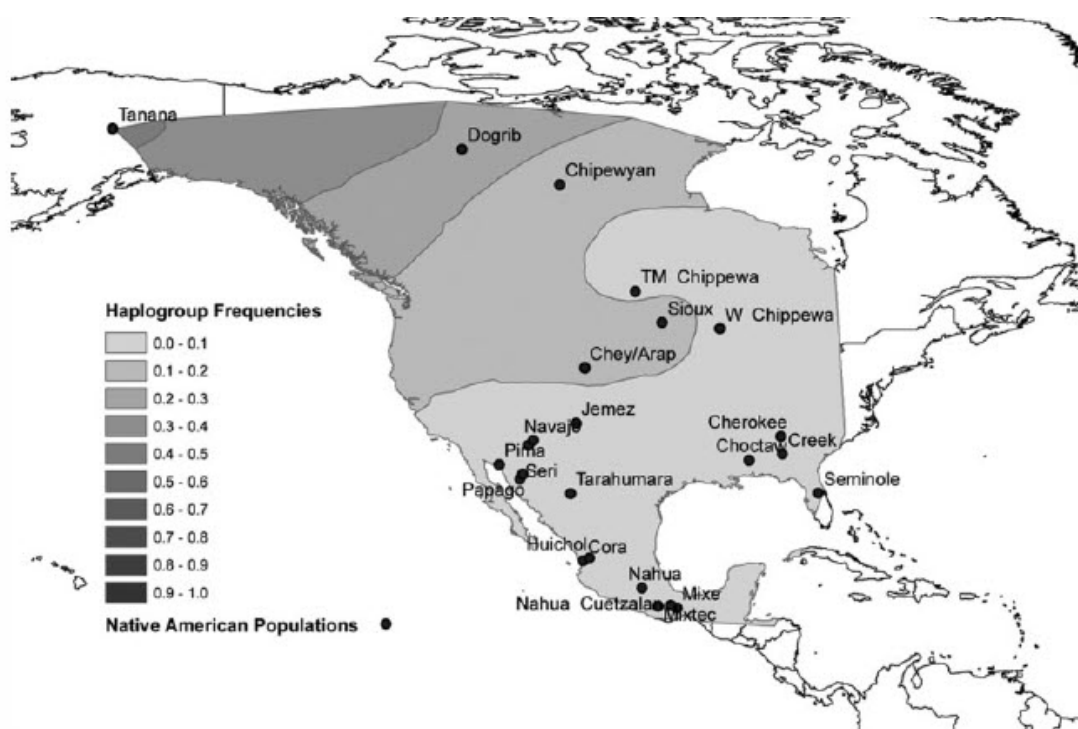 Tanana
Dogrib
Chipewyan
TM Chippewa
Sioux
W Chippewa
Chey/Arap
Haplogroup Frequencies
0.0 - 0.1
0.1 - 0.2
0.2 - 0.3
0.3 - 0.4
0.4 - 0.5
0.5 - 0.6
0.6 - 0.7
0.7 - 0.8
0.8 - 0.9
0.9 - 1.0
Native American Populations
Jemez
Navajo
Cherokee
Creek
Choctaw
Pima
Seri
Papago
Tarahumara
Seminole
Huichol
Cora
Nahua
Mixe
Nahua Cuetzala
Mixtec